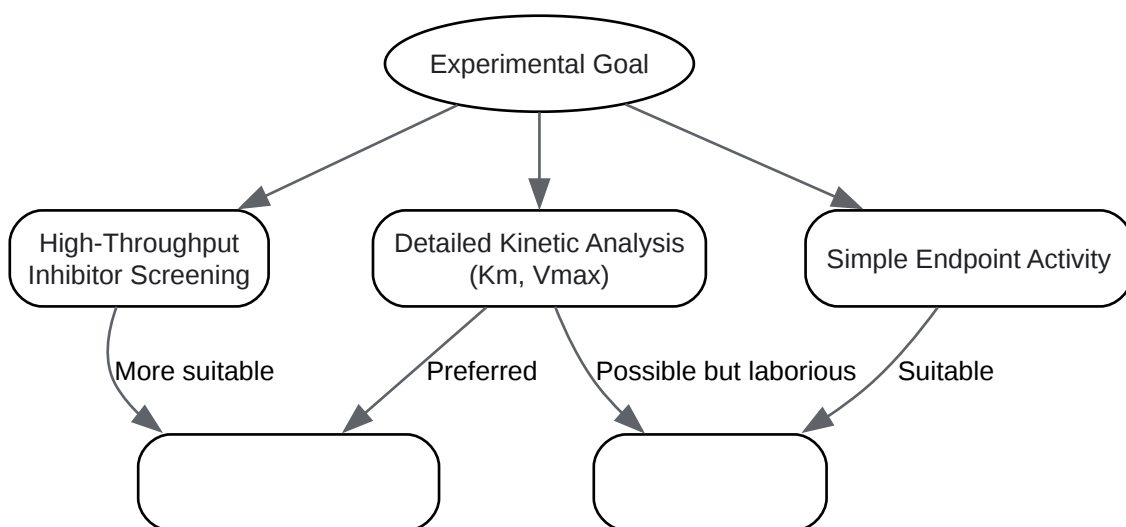 Experimental Goal
High-Throughput
Inhibitor Screening
Detailed Kinetic Analysis
(Km, Vmax)
Simple Endpoint Activity
More suitable
Preferred
Possible but laborious
Suitable